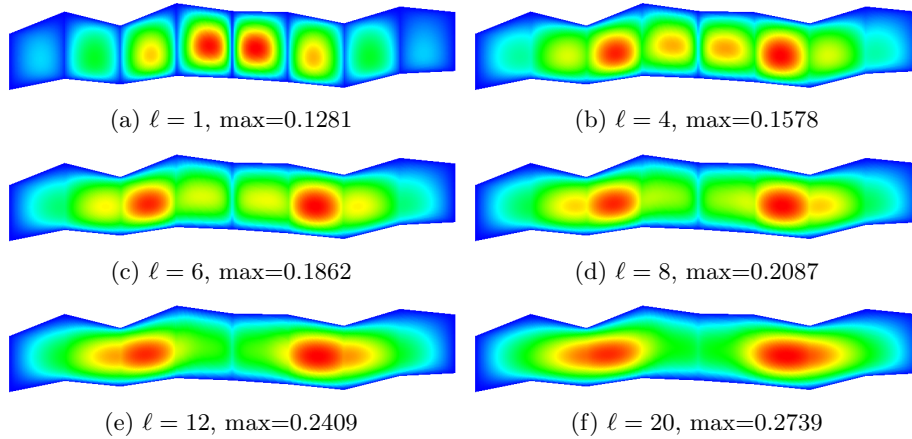 (a) ℓ = 1, max=0.1281
(b) ℓ = 4, max=0.1578
(c) ℓ = 6, max=0.1862
(d) ℓ = 8, max=0.2087
(e) ℓ = 12, max=0.2409
(f) ℓ = 20, max=0.2739